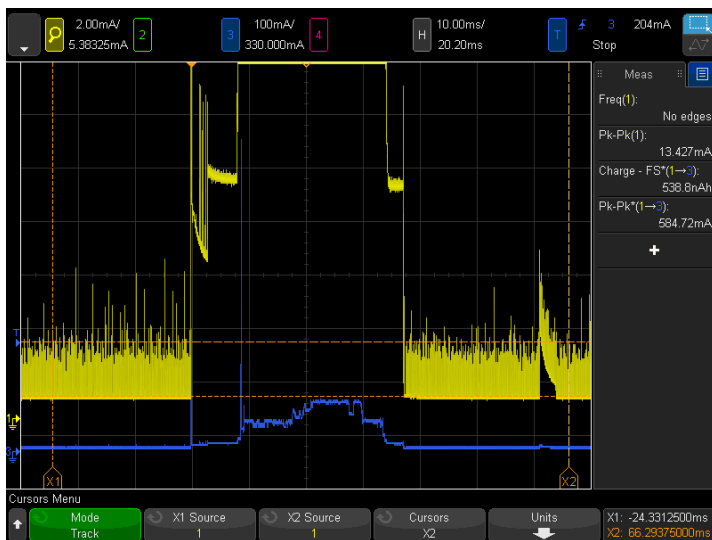 2.00mA/
5.38325mA
2
3
100mA/
330.000mA
4
H
10.00ms/
20.20ms
T
3
204mA
Stop
Meas
Freq(1):
No edges
Pk-Pk(1):
13.427mA
Charge - FS*(1→3):
538.8nAh
Pk-Pk*(1→3):
584.72mA
+
T
1
3
X1
X2
Cursors Menu
Mode
Track
X1 Source
1
X2 Source
1
Cursors
X2
Units
X1: -24.3312500ms
X2: 66.29375000ms